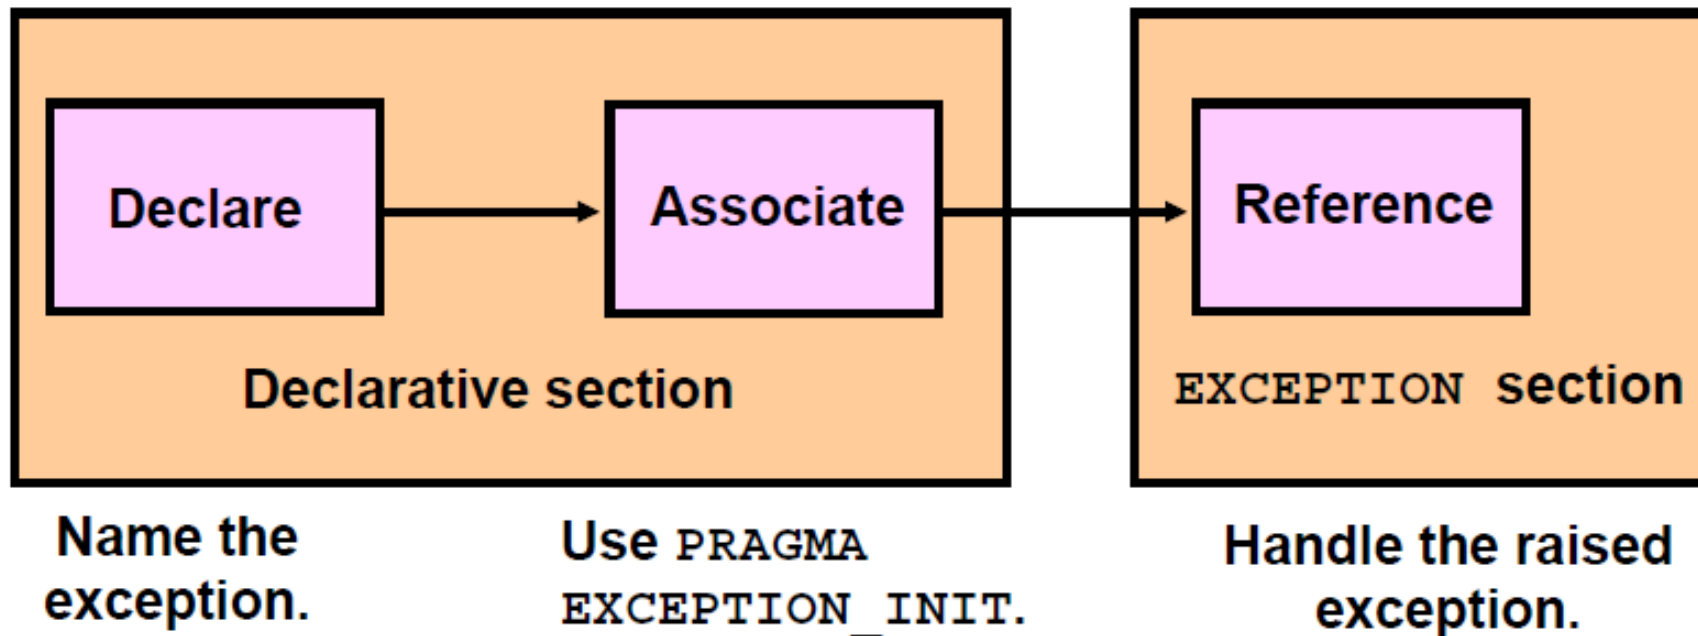 Declare
Associate
Reference
Declarative section
EXCEPTION section
Name the
exception.
Use PRAGMA
EXCEPTION_INIT.
Handle the raised
exception.